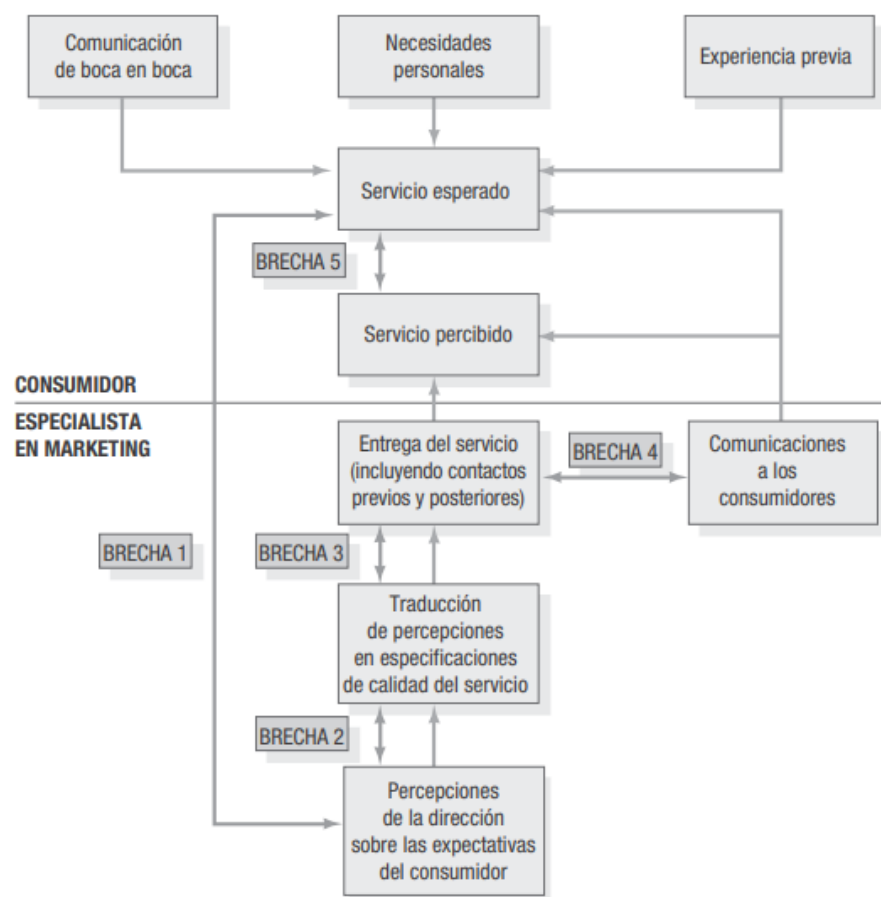 Comunicación
de boca en boca
Necesidades
personales
Experiencia previa
Servicio esperado
BRECHA 5
Servicio percibido
CONSUMIDOR
ESPECIALISTA
EN MARKETING
Entrega del servicio
(incluyendo contactos
previos y posteriores)
BRECHA 4
Comunicaciones
a los
consumidores
BRECHA 1
BRECHA 3
Traducción
de percepciones
en especificaciones
de calidad del servicio
BRECHA 2
Percepciones
de la dirección
sobre las expectativas
del consumidor